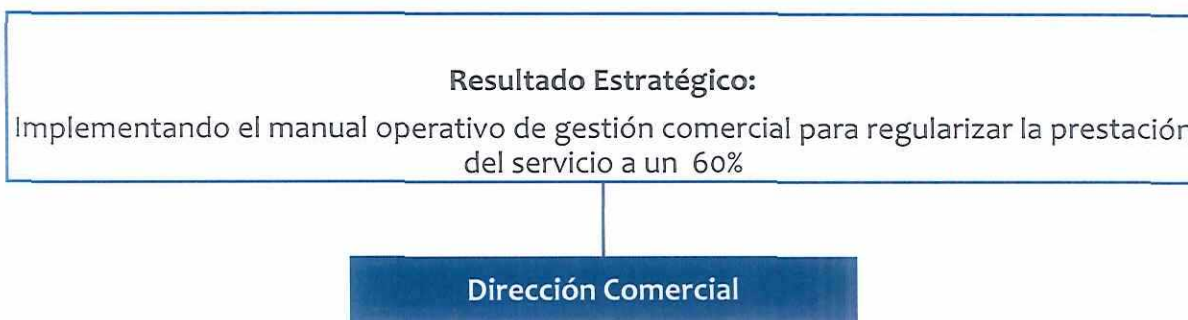 Resultado Estratégico:
Implementando el manual operativo de gestión comercial para regularizar la prestación
del servicio a un 60%
Dirección Comercial